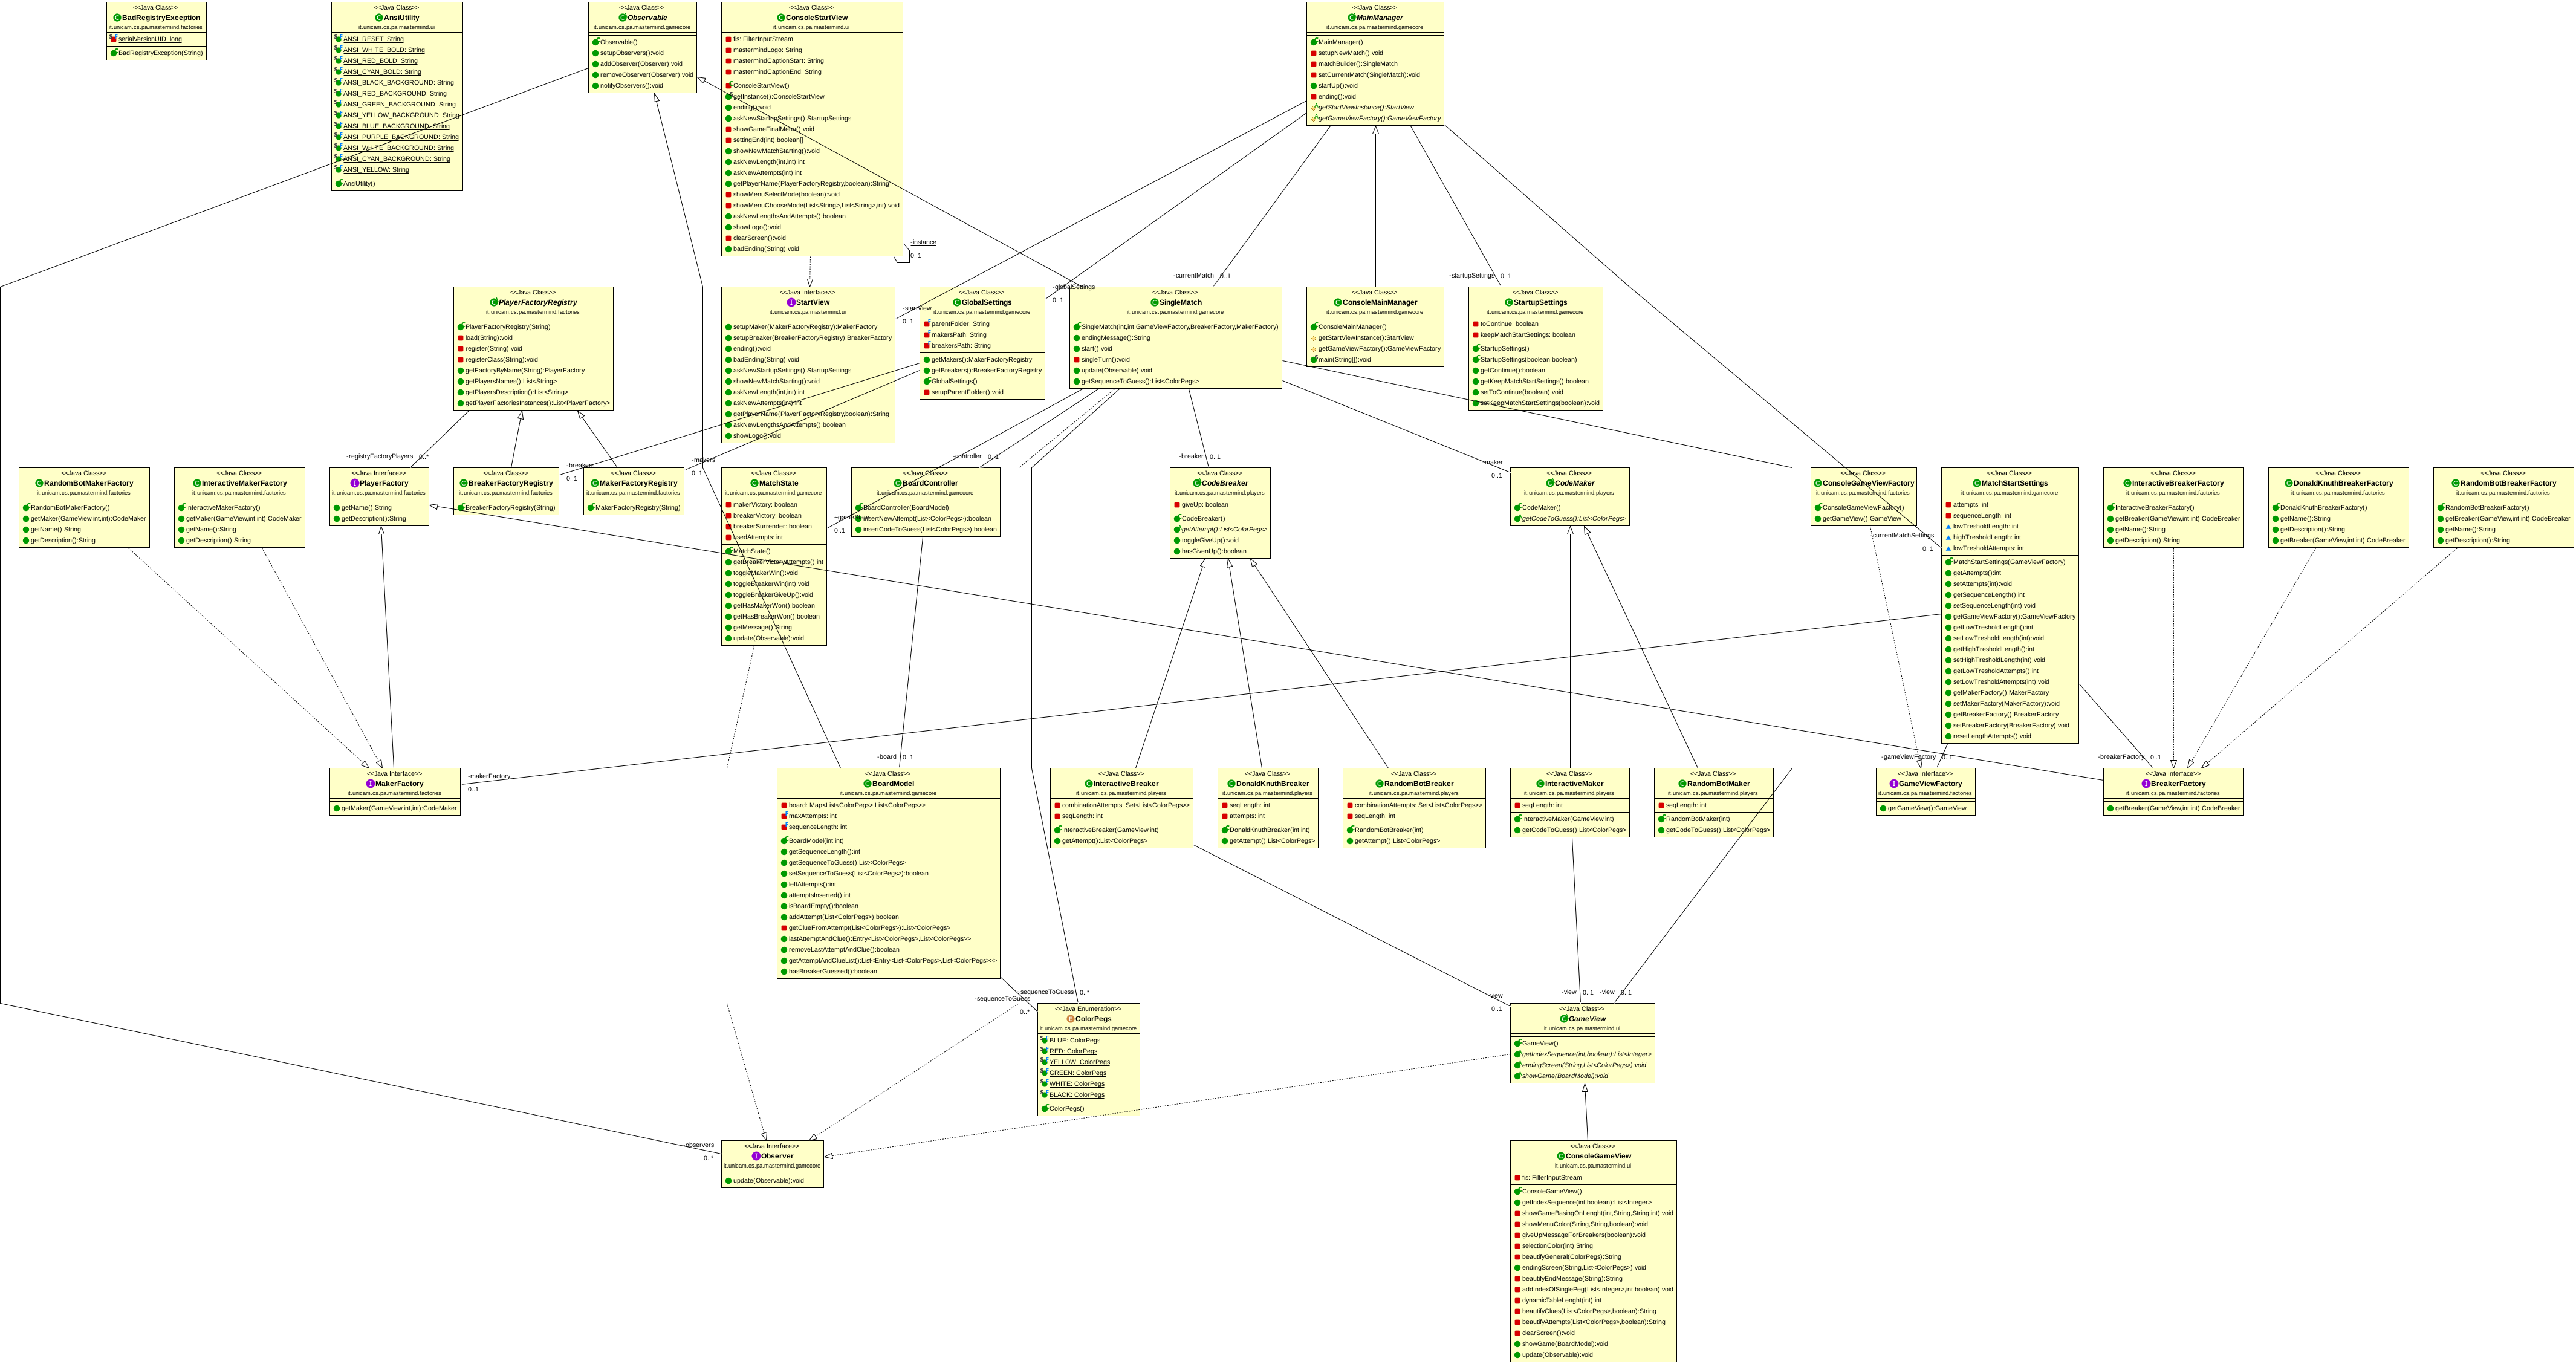 <<Java Class>>
BadRegistryException
it.unicam.cs.pa.mastermind.factories
serialVersionUID: long
BadRegistryException(String)
<<Java Class>>
AnsiUtility
it.unicam.cs.pa.mastermind.ui
ANSI_RESET: String
ANSI_WHITE_BOLD: String
ANSI_RED_BOLD: String
ANSI_CYAN_BOLD: String
ANSI_BLACK_BACKGROUND: String
ANSI_RED_BACKGROUND: String
ANSI_GREEN_BACKGROUND: String
ANSI_YELLOW_BACKGROUND: String
ANSI_BLUE_BACKGROUND: String
ANSI_PURPLE_BACKGROUND: String
ANSI_WHITE_BACKGROUND: String
ANSI_CYAN_BACKGROUND: String
ANSI_YELLOW: String
AnsiUtility()
<<Java Class>>
Observable
it.unicam.cs.pa.mastermind.gamecore
Observable()
setupObservers():void
addObserver(Observer):void
removeObserver(Observer):void
notifyObservers():void
<<Java Class>>
ConsoleStartView
it.unicam.cs.pa.mastermind.ui
fis: FilterInputStream
mastermindLogo: String
mastermindCaptionStart: String
mastermindCaptionEnd: String
ConsoleStartView()
getInstance():ConsoleStartView
ending():void
askNewStartupSettings():StartupSettings
showGameFinalMenu():void
settingEnd(int):boolean[]
showNewMatchStarting():void
askNewLength(int,int):int
askNewAttempts(int):int
getPlayerName(PlayerFactoryRegistry,boolean):String
showMenuSelectMode(boolean):void
showMenuChooseMode(List<String>,List<String>,int):void
askNewLengthsAndAttempts():boolean
showLogo():void
clearScreen():void
badEnding(String):void
-instance
0..1
<<Java Class>>
MainManager
it.unicam.cs.pa.mastermind.gamecore
MainManager()
setupNewMatch():void
matchBuilder():SingleMatch
setCurrentMatch(SingleMatch):void
startUp():void
ending():void
getStartViewInstance():StartView
getGameViewFactory():GameViewFactory
<<Java Class>>
PlayerFactoryRegistry
it.unicam.cs.pa.mastermind.factories
PlayerFactoryRegistry(String)
load(String):void
register(String):void
registerClass(String):void
getFactoryByName(String):PlayerFactory
getPlayersNames():List<String>
getPlayersDescription():List<String>
getPlayerFactoriesInstances():List<PlayerFactory>
<<Java Interface>>
StartView
it.unicam.cs.pa.mastermind.ui
setupMaker(MakerFactoryRegistry):MakerFactory
setupBreaker(BreakerFactoryRegistry):BreakerFactory
ending():void
badEnding(String):void
askNewStartupSettings():StartupSettings
showNewMatchStarting():void
askNewLength(int,int):int
askNewAttempts(int):int
getPlayerName(PlayerFactoryRegistry,boolean):String
askNewLengthsAndAttempts():boolean
showLogo():void
-startView
0..1
<<Java Class>>
GlobalSettings
it.unicam.cs.pa.mastermind.gamecore
parentFolder: String
makersPath: String
breakersPath: String
getMakers():MakerFactoryRegistry
getBreakers():BreakerFactoryRegistry
GlobalSettings()
setupParentFolder():void
-globalSettings
0..1
-currentMatch
0..1
<<Java Class>>
SingleMatch
it.unicam.cs.pa.mastermind.gamecore
SingleMatch(int,int,GameViewFactory,BreakerFactory,MakerFactory)
endingMessage():String
start():void
singleTurn():void
update(Observable):void
getSequenceToGuess():List<ColorPegs>
<<Java Class>>
ConsoleMainManager
it.unicam.cs.pa.mastermind.gamecore
ConsoleMainManager()
getStartViewInstance():StartView
getGameViewFactory():GameViewFactory
main(String[]):void
-startupSettings
0..1
<<Java Class>>
StartupSettings
it.unicam.cs.pa.mastermind.gamecore
toContinue: boolean
keepMatchStartSettings: boolean
StartupSettings()
StartupSettings(boolean,boolean)
getContinue():boolean
getKeepMatchStartSettings():boolean
setToContinue(boolean):void
setKeepMatchStartSettings(boolean):void
<<Java Class>>
RandomBotMakerFactory
it.unicam.cs.pa.mastermind.factories
RandomBotMakerFactory()
getMaker(GameView,int,int):CodeMaker
getName():String
getDescription():String
<<Java Class>>
InteractiveMakerFactory
it.unicam.cs.pa.mastermind.factories
InteractiveMakerFactory()
getMaker(GameView,int,int):CodeMaker
getName():String
getDescription():String
-registryFactoryPlayers
0..*
<<Java Interface>>
PlayerFactory
it.unicam.cs.pa.mastermind.factories
getName():String
getDescription():String
<<Java Class>>
BreakerFactoryRegistry
it.unicam.cs.pa.mastermind.factories
BreakerFactoryRegistry(String)
-breakers
0..1
<<Java Class>>
MakerFactoryRegistry
it.unicam.cs.pa.mastermind.factories
MakerFactoryRegistry(String)
-makers
0..1
<<Java Class>>
MatchState
it.unicam.cs.pa.mastermind.gamecore
makerVictory: boolean
breakerVictory: boolean
breakerSurrender: boolean
usedAttempts: int
MatchState()
getBreakerVictoryAttempts():int
toggleMakerWin():void
toggleBreakerWin(int):void
toggleBreakerGiveUp():void
getHasMakerWon():boolean
getHasBreakerWon():boolean
getMessage():String
update(Observable):void
0..1
-controller
0..1
<<Java Class>>
BoardController
it.unicam.cs.pa.mastermind.gamecore
BoardController(BoardModel)
insertNewAttempt(List<ColorPegs>):boolean
insertCodeToGuess(List<ColorPegs>):boolean
-breaker
0..1
<<Java Class>>
CodeBreaker
it.unicam.cs.pa.mastermind.players
giveUp: boolean
CodeBreaker()
getAttempt():List<ColorPegs>
toggleGiveUp():void
hasGivenUp():boolean
-maker
0..1
<<Java Class>>
CodeMaker
it.unicam.cs.pa.mastermind.players
CodeMaker()
getCodeToGuess():List<ColorPegs>
<<Java Class>>
ConsoleGameViewFactory
it.unicam.cs.pa.mastermind.factories
ConsoleGameViewFactory()
getGameView():GameView
-currentMatchSettings
0..1
<<Java Class>>
MatchStartSettings
it.unicam.cs.pa.mastermind.gamecore
attempts: int
sequenceLength: int
lowTresholdLength: int
highTresholdLength: int
lowTresholdAttempts: int
MatchStartSettings(GameViewFactory)
getAttempts():int
setAttempts(int):void
getSequenceLength():int
setSequenceLength(int):void
getGameViewFactory():GameViewFactory
getLowTresholdLength():int
setLowTresholdLength(int):void
getHighTresholdLength():int
setHighTresholdLength(int):void
getLowTresholdAttempts():int
setLowTresholdAttempts(int):void
getMakerFactory():MakerFactory
setMakerFactory(MakerFactory):void
getBreakerFactory():BreakerFactory
setBreakerFactory(BreakerFactory):void
resetLengthAttempts():void
<<Java Class>>
InteractiveBreakerFactory
it.unicam.cs.pa.mastermind.factories
InteractiveBreakerFactory()
getBreaker(GameView,int,int):CodeBreaker
getName():String
getDescription():String
<<Java Class>>
DonaldKnuthBreakerFactory
it.unicam.cs.pa.mastermind.factories
DonaldKnuthBreakerFactory()
getName():String
getDescription():String
getBreaker(GameView,int,int):CodeBreaker
<<Java Class>>
RandomBotBreakerFactory
it.unicam.cs.pa.mastermind.factories
RandomBotBreakerFactory()
getBreaker(GameView,int,int):CodeBreaker
getName():String
getDescription():String
<<Java Interface>>
MakerFactory
it.unicam.cs.pa.mastermind.factories
getMaker(GameView,int,int):CodeMaker
-makerFactory
0..1
-board
0..1
<<Java Class>>
BoardModel
it.unicam.cs.pa.mastermind.gamecore
board: Map<List<ColorPegs>,List<ColorPegs>>
maxAttempts: int
sequenceLength: int
BoardModel(int,int)
getSequenceLength():int
getSequenceToGuess():List<ColorPegs>
setSequenceToGuess(List<ColorPegs>):boolean
leftAttempts():int
attemptsInserted():int
isBoardEmpty():boolean
addAttempt(List<ColorPegs>):boolean
getClueFromAttempt(List<ColorPegs>):List<ColorPegs>
lastAttemptAndClue():Entry<List<ColorPegs>,List<ColorPegs>>
removeLastAttemptAndClue():boolean
getAttemptAndClueList():List<Entry<List<ColorPegs>,List<ColorPegs>>>
hasBreakerGuessed():boolean
<<Java Class>>
InteractiveBreaker
it.unicam.cs.pa.mastermind.players
combinationAttempts: Set<List<ColorPegs>>
seqLength: int
InteractiveBreaker(GameView,int)
getAttempt():List<ColorPegs>
<<Java Class>>
DonaldKnuthBreaker
it.unicam.cs.pa.mastermind.players
seqLength: int
attempts: int
DonaldKnuthBreaker(int,int)
getAttempt():List<ColorPegs>
<<Java Class>>
RandomBotBreaker
it.unicam.cs.pa.mastermind.players
combinationAttempts: Set<List<ColorPegs>>
seqLength: int
RandomBotBreaker(int)
getAttempt():List<ColorPegs>
<<Java Class>>
InteractiveMaker
it.unicam.cs.pa.mastermind.players
seqLength: int
InteractiveMaker(GameView,int)
getCodeToGuess():List<ColorPegs>
<<Java Class>>
RandomBotMaker
it.unicam.cs.pa.mastermind.players
seqLength: int
RandomBotMaker(int)
getCodeToGuess():List<ColorPegs>
-gameViewFactory
0..1
<<Java Interface>>
GameViewFactory
it.unicam.cs.pa.mastermind.factories
getGameView():GameView
-breakerFactory
0..1
<<Java Interface>>
BreakerFactory
it.unicam.cs.pa.mastermind.factories
getBreaker(GameView,int,int):CodeBreaker
-sequenceToGuess
0..*
-sequenceToGuess
0..*
<<Java Enumeration>>
ColorPegs
it.unicam.cs.pa.mastermind.gamecore
BLUE: ColorPegs
RED: ColorPegs
YELLOW: ColorPegs
GREEN: ColorPegs
WHITE: ColorPegs
BLACK: ColorPegs
ColorPegs()
-view
0..1
-view
0..1
-view
0..1
<<Java Class>>
GameView
it.unicam.cs.pa.mastermind.ui
GameView()
getIndexSequence(int,boolean):List<Integer>
endingScreen(String,List<ColorPegs>):void
showGame(BoardModel):void
-observers
0..*
<<Java Interface>>
Observer
it.unicam.cs.pa.mastermind.gamecore
update(Observable):void
<<Java Class>>
ConsoleGameView
it.unicam.cs.pa.mastermind.ui
fis: FilterInputStream
ConsoleGameView()
getIndexSequence(int,boolean):List<Integer>
showGameBasingOnLenght(int,String,String,int):void
showMenuColor(String,String,boolean):void
giveUpMessageForBreakers(boolean):void
selectionColor(int):String
beautifyGeneral(ColorPegs):String
endingScreen(String,List<ColorPegs>):void
beautifyEndMessage(String):String
addIndexOfSinglePeg(List<Integer>,int,boolean):void
dynamicTableLenght(int):int
beautifyClues(List<ColorPegs>,boolean):String
beautifyAttempts(List<ColorPegs>,boolean):String
clearScreen():void
showGame(BoardModel):void
update(Observable):void